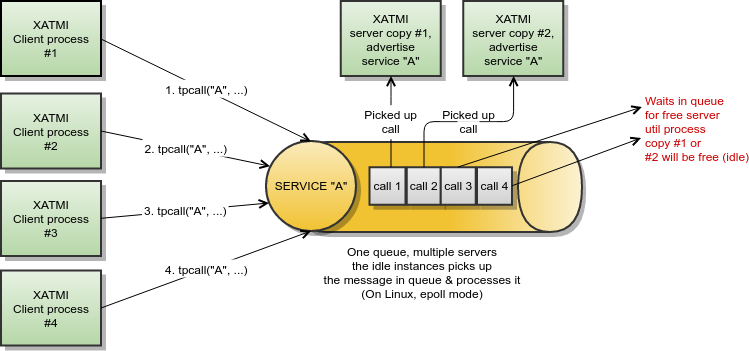 XATMI
Client process
#1
XATMI
Client process
#2
XATMI
Client process
#3
XATMI
Client process
#4
1. tpcall("A", ...)
2. tpcall("A", ...)
3. tpcall("A", ...)
4. tpcall("A", ...)
XATMI
server copy #1,
advertise
service "A"
XATMI
server copy #2,
advertise
service "A"
Picked up
call
Picked up
call
SERVICE "A"
call 1
call 2
call 3
call 4
Waits in queue
for free server
util process
copy #1 or
#2 will be free (idle)
One queue, multiple servers
the idle instances picks up
the message in queue & processes it
(On Linux, epoll mode)